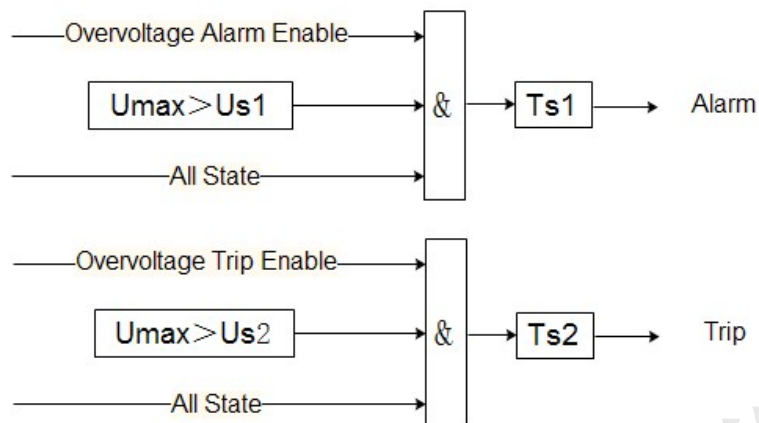 Overvoltage Alarm Enable
Umax＞Us1
&
Ts1
Alarm
All State
Overvoltage Trip Enable
Umax＞Us2
&
Ts2
Trip
All State